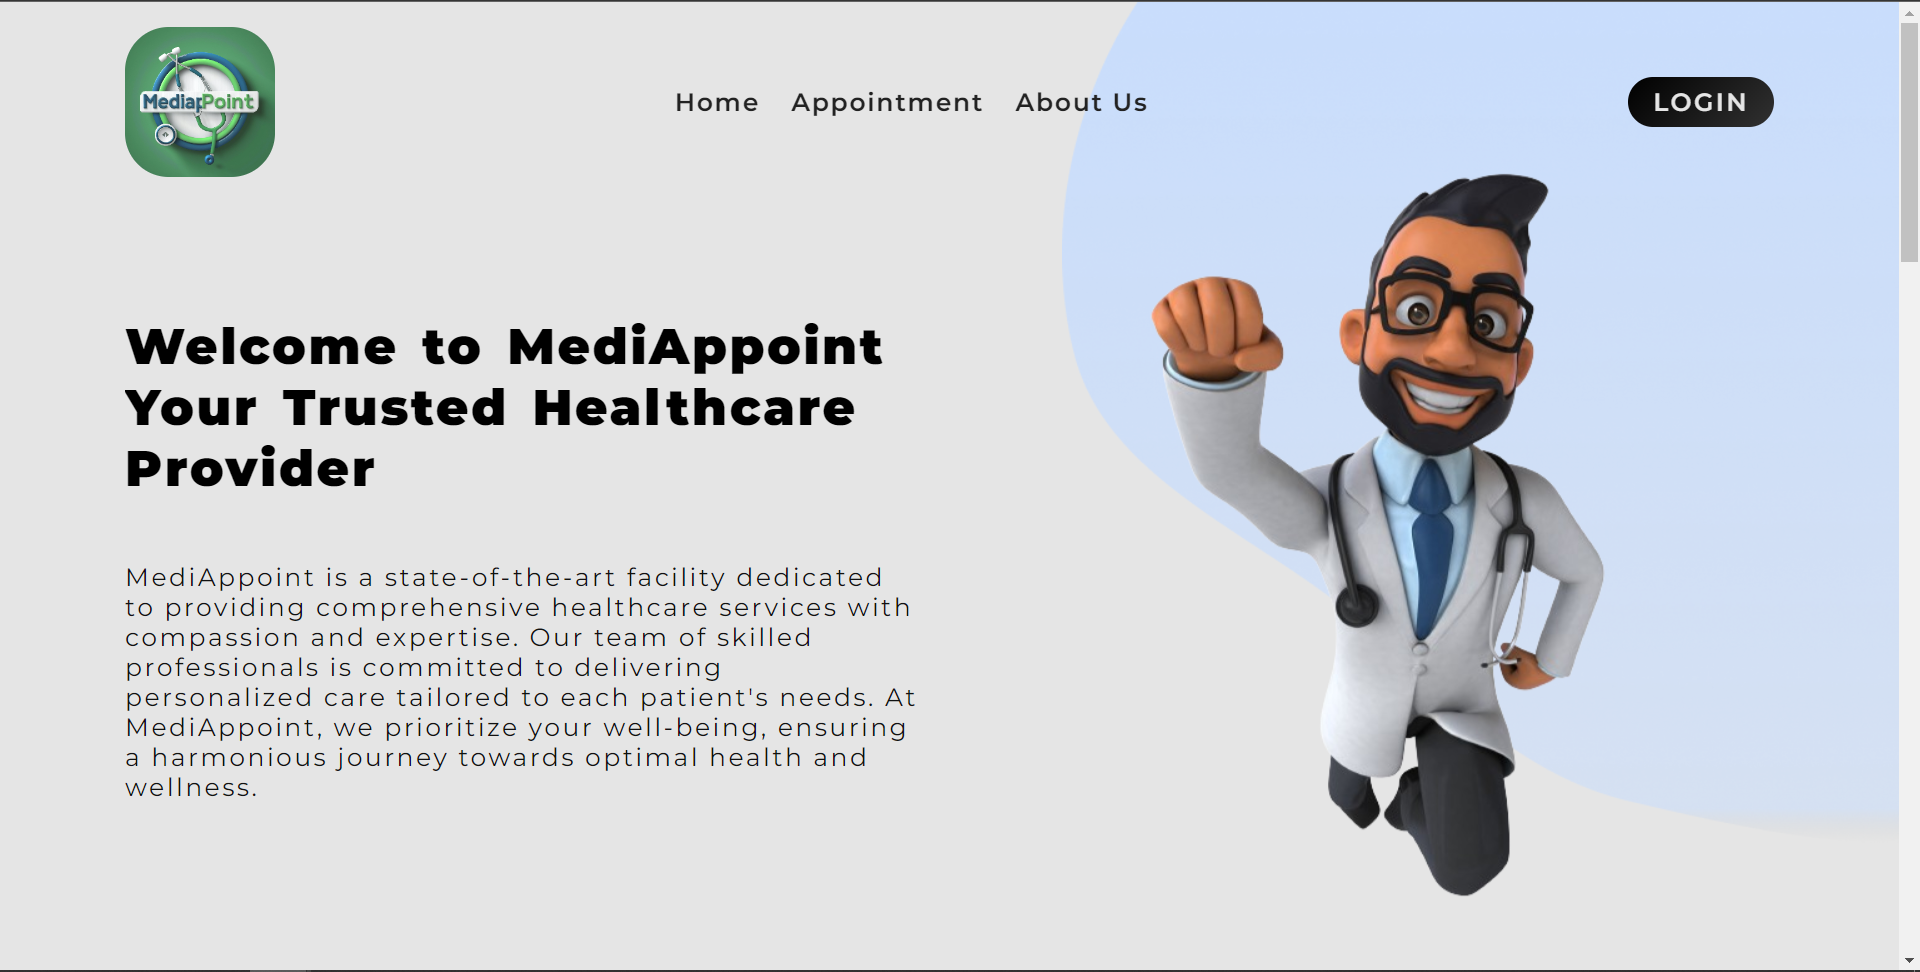 MediapPoint
Home Appointment About Us
LOGIN
Welcome to MediAppoint
Your Trusted Healthcare
Provider
MediAppoint is a state-of-the-art facility dedicated
to providing comprehensive healthcare services with
compassion and expertise. Our team of skilled
professionals is committed to delivering
personalized care tailored to each patient's needs. At
MediAppoint, we prioritize your well-being, ensuring
a harmonious journey towards optimal health and
wellness.